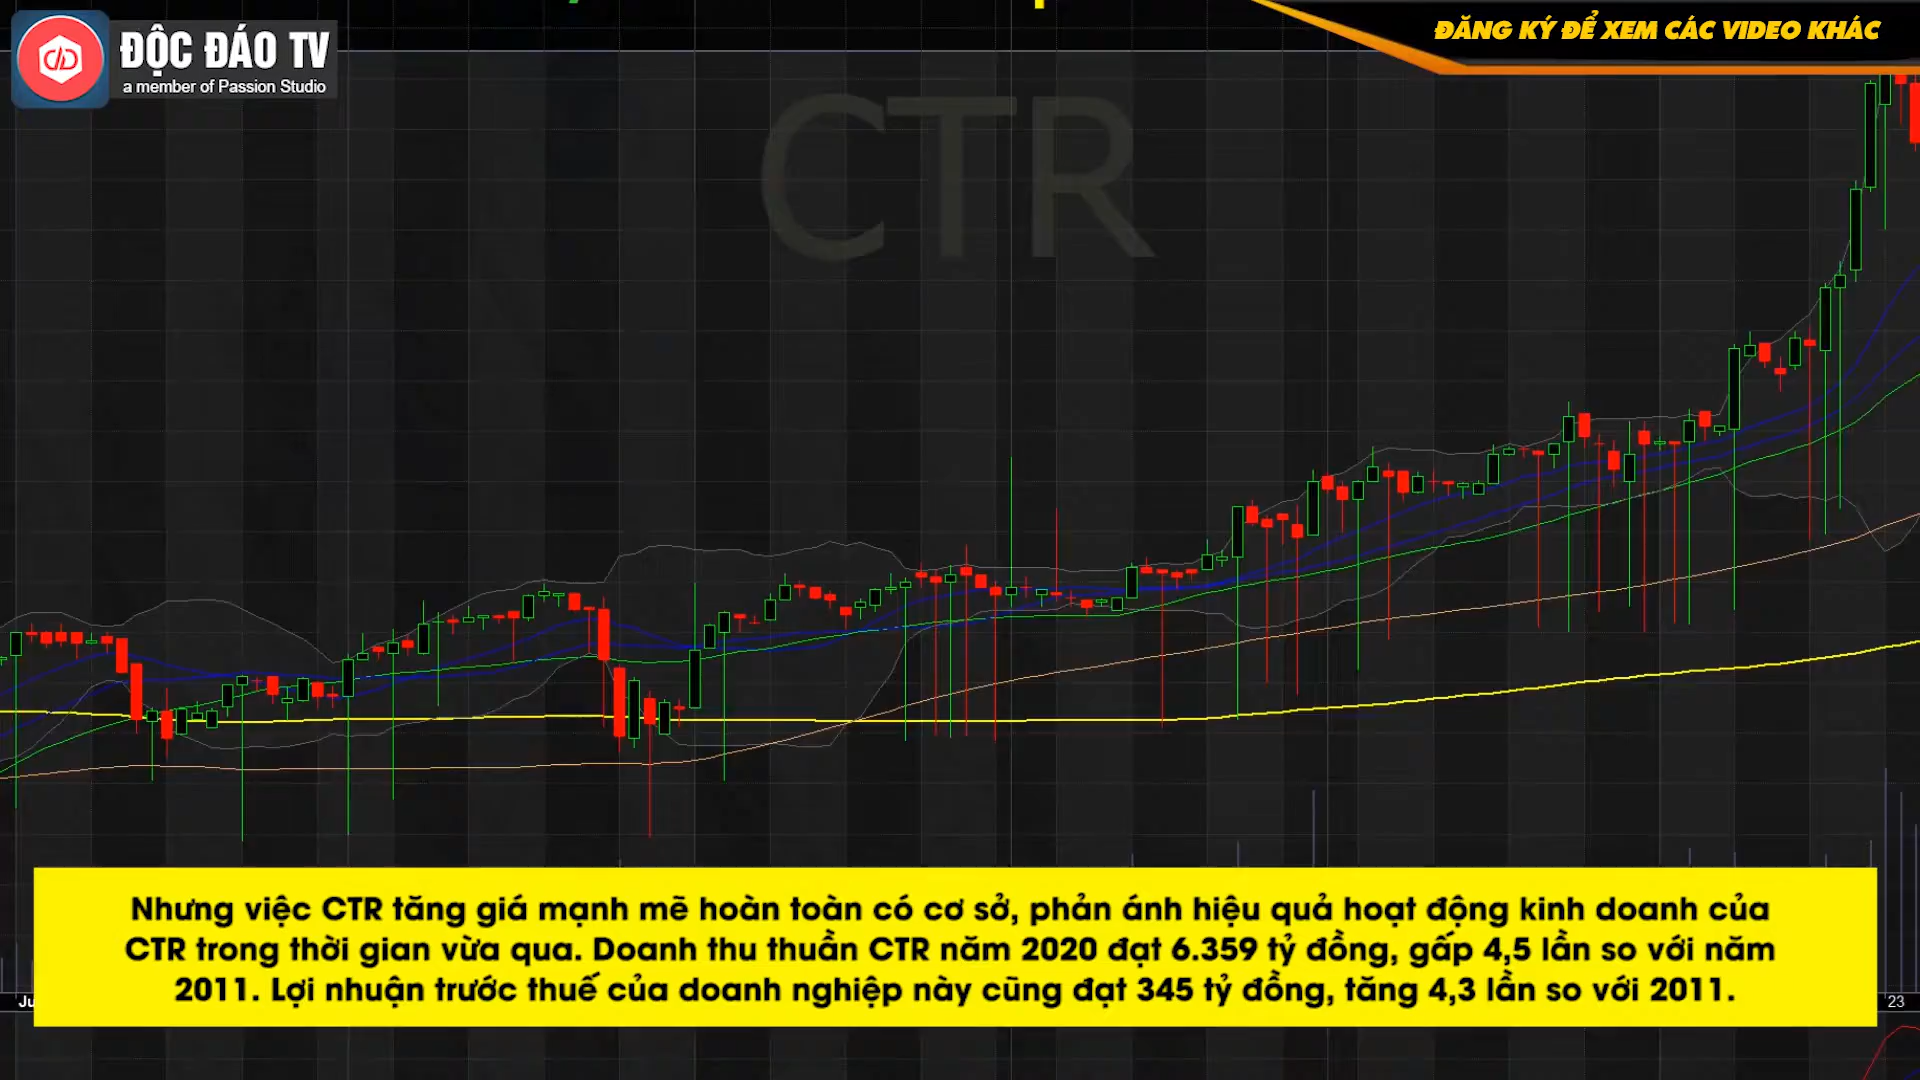 ĐỘC ĐÁO TV
a member of Passion Studio
ĐĂNG KÝ ĐỂ XEM CÁC VIDEO KHÁC
CTR
Nhưng việc CTR tăng giá mạnh mẽ hoàn toàn có cơ sở, phản ánh hiệu quả hoạt động kinh doanh của
CTR trong thời gian vừa qua. Doanh thu thuần CTR năm 2020 đạt 6.359 tỷ đồng, gấp 4,5 lần so với năm
2011. Lợi nhuận trước thuế của doanh nghiệp này cũng đạt 345 tỷ đồng, tăng 4,3 lần so với 2011.
23